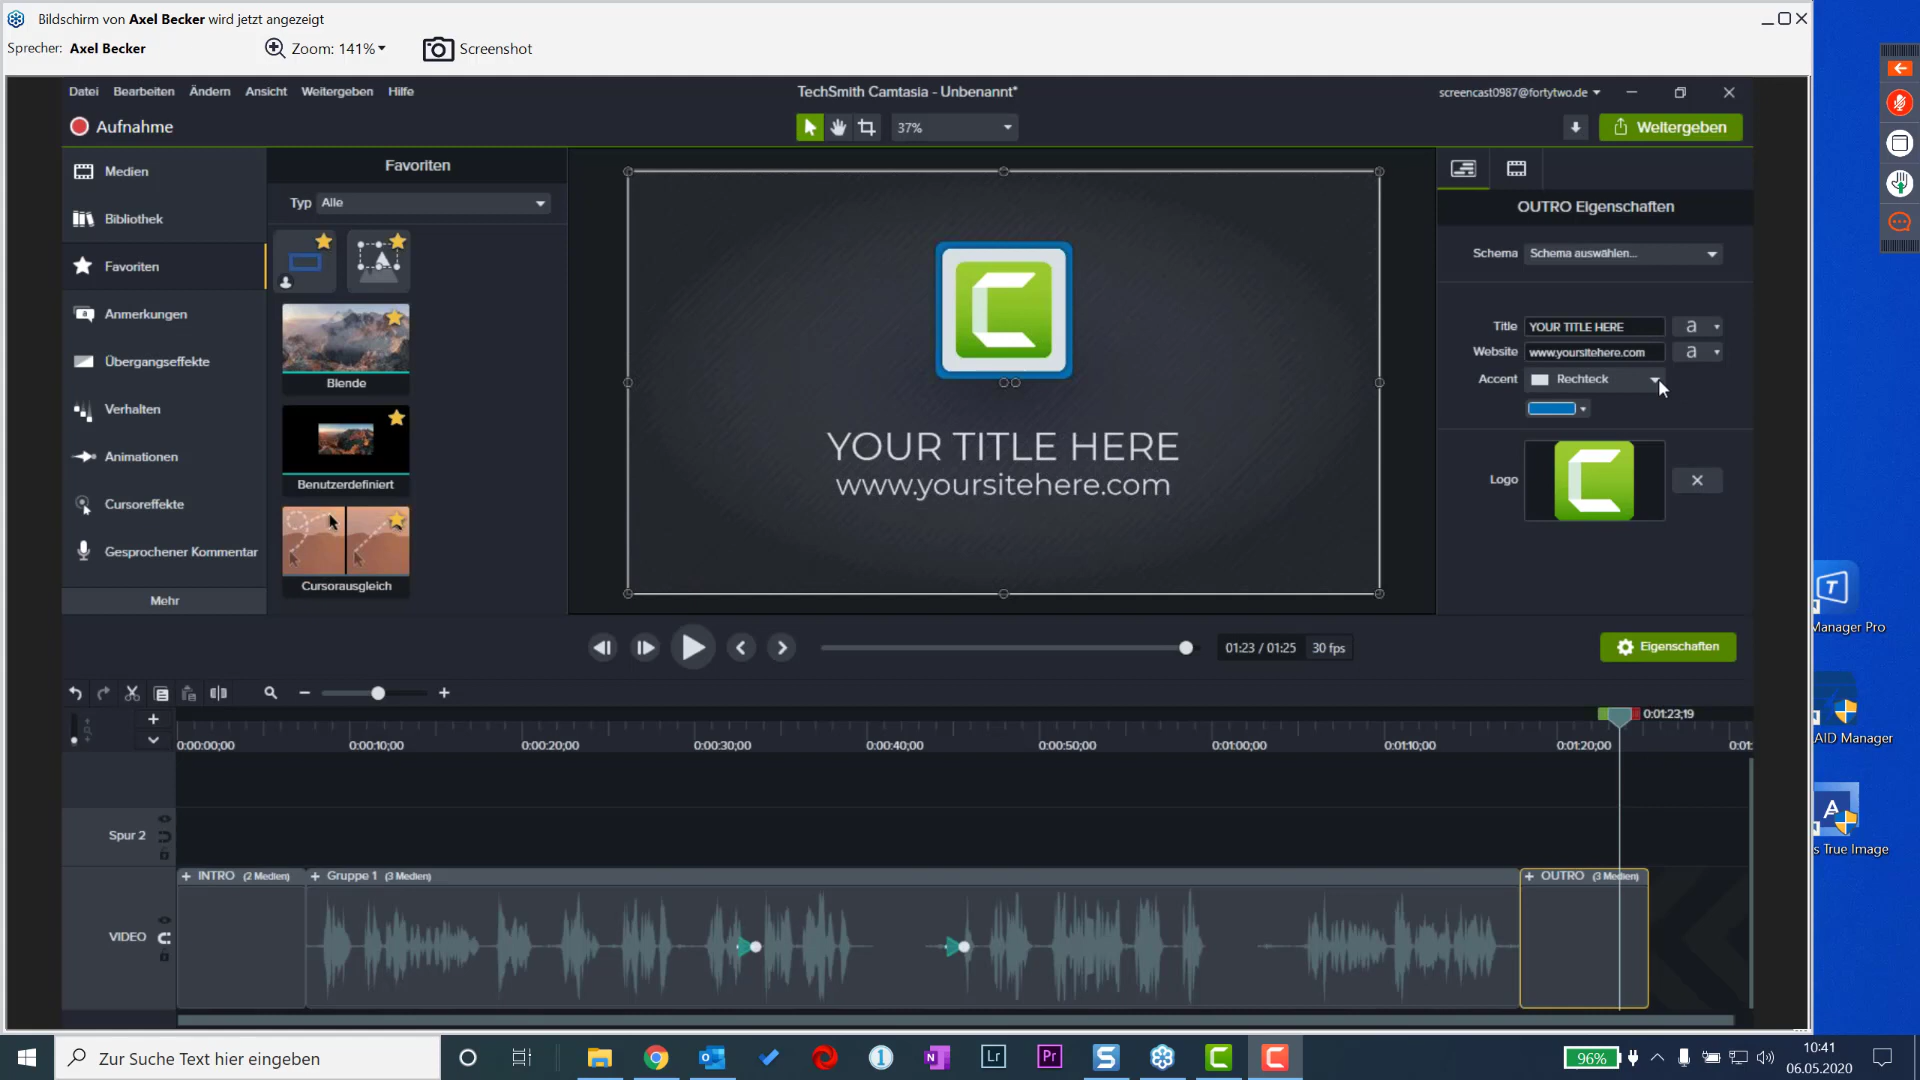 Bildschirm von Axel Becker wird jetzt angezeigt
Sprecher: Axel Becker
Zoom: 141%
Screenshot
Datei Bearbeiten Ändern Ansicht Weitergeben Hilfe
TechSmith Camtasia - Unbenannt*
screencast0987@fortytwo.de
Aufnahme
37%
Weitergeben
Medien
Bibliothek
Favoriten
Anmerkungen
Übergangseffekte
Verhalten
Animationen
Cursoreffekte
Gesprochener Kommentar
Mehr
Favoriten
Typ Alle
Blende
Benutzerdefiniert
Cursorausgleich
YOUR TITLE HERE
www.yoursitehere.com
OUTRO Eigenschaften
Schema Schema auswählen...
Title YOUR TITLE HERE a
Website www.yoursitehere.com a
Accent Rechteck
Logo
01:23 / 01:25 30 fps
Eigenschaften
0:01:23;19
0:00:00;00 0:00:10;00 0:00:20;00 0:00:30;00 0:00:40;00 0:00:50;00 0:01:00;00 0:01:10;00 0:01:20;00 0:01:
Spur 2
INTRO (2 Medien) Gruppe 1 (3 Medien) OUTRO (3 Medien)
VIDEO
Manager Pro
AID Manager
s True Image
Zur Suche Text hier eingeben
Lr
Pr
96%
10:41
06.05.2020